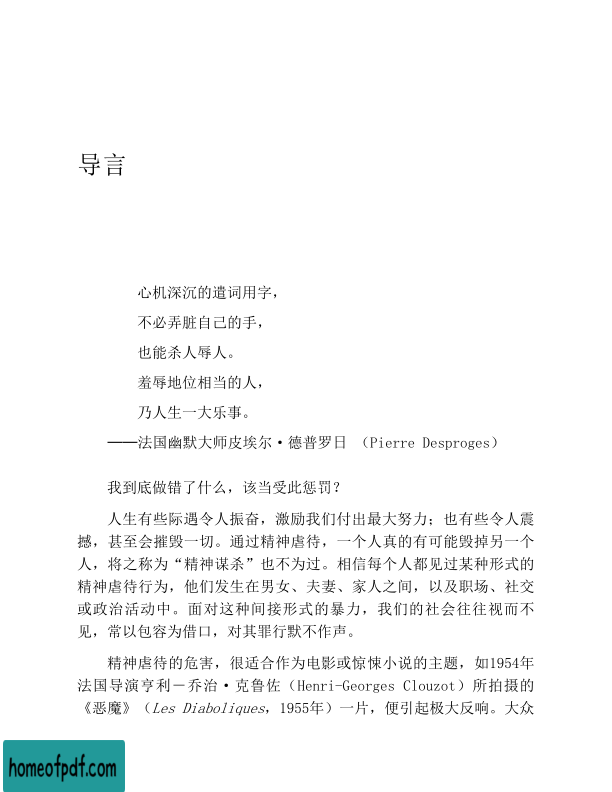 导言
心机深沉的遣词用字，
不必弄脏自己的手，
也能杀人辱人。
羞辱地位相当的人，
乃人生一大乐事。
——法国幽默大师皮埃尔·德普罗日 （Pierre Desproges）
我到底做错了什么，该当受此惩罚？
人生有些际遇令人振奋，激励我们付出最大努力；也有些令人震
撼，甚至会摧毁一切。通过精神虐待，一个人真的有可能毁掉另一个
人，将之称为“精神谋杀”也不为过。相信每个人都见过某种形式的
精神虐待行为，他们发生在男女、夫妻、家人之间，以及职场、社交
或政治活动中。面对这种间接形式的暴力，我们的社会往往视而不
见，常以包容为借口，对其罪行默不作声。
精神虐待的危害，很适合作为电影或惊悚小说的主题，如1954年
法国导演亨利－乔治·克鲁佐（Henri-Georges Clouzot）所拍摄的
《恶魔》（Les Diaboliques，1955年）一片，便引起极大反响。大众
homeofpdf.com